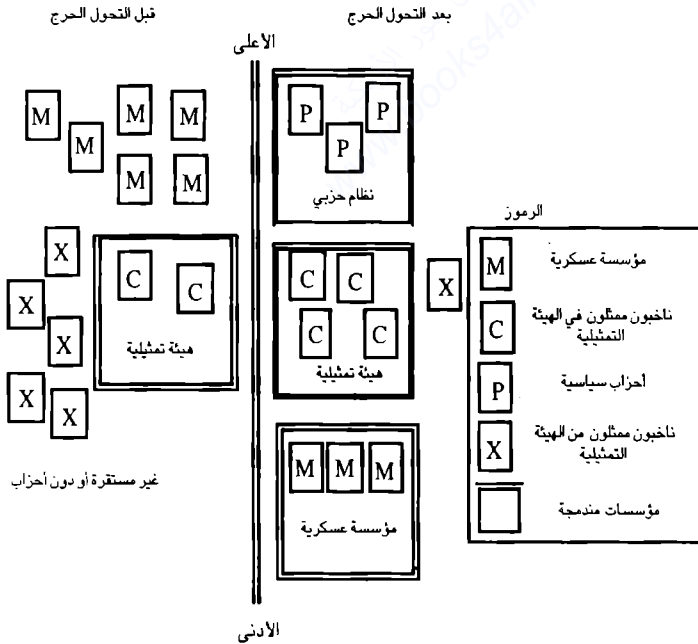 بعد التحول الحرج
قبل التحول الحرج
الأعلى
M
M
M
M
M
M
X
X
X
X
X
C
C
هيئة تمثيلية
غير مستقرة أو دون أحزاب
P
P
P
نظام حزبي
C
C
C
C
هيئة تمثيلية
X
M M M
مؤسسة عسكرية
الأدنى
الرموز
M مؤسسة عسكرية
C ناخبون ممثلون في الهيئة
التمثيلية
P أحزاب سياسية
X ناخبون ممثلون من الهيئة
التمثيلية
مؤسسات مندمجة